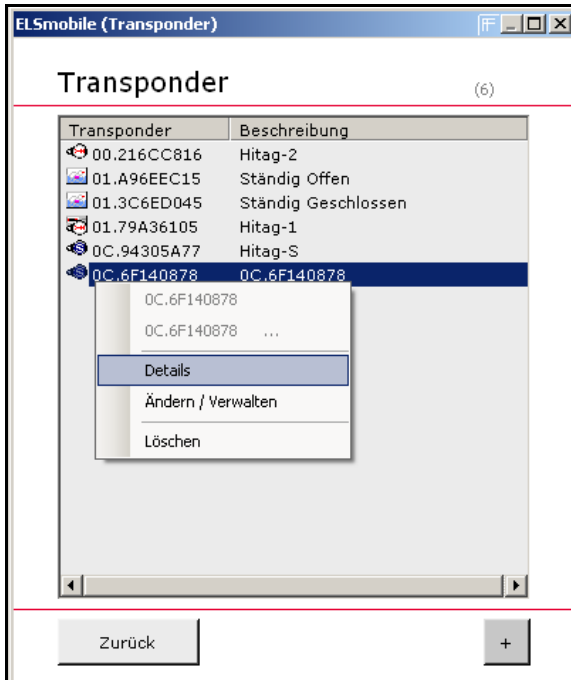 ELSmobile (Transponder)
Transponder (6)
Transponder Beschreibung
00.216CC816 Hitag-2
01.A96EEC15 Ständig Offen
01.3C6ED045 Ständig Geschlossen
01.79A36105 Hitag-1
0C.94305A77 Hitag-S
0C.6F140878 0C.6F140878
0C.6F140878
0C.6F140878 ...
Details
Ändern / Verwalten
Löschen
Zurück +